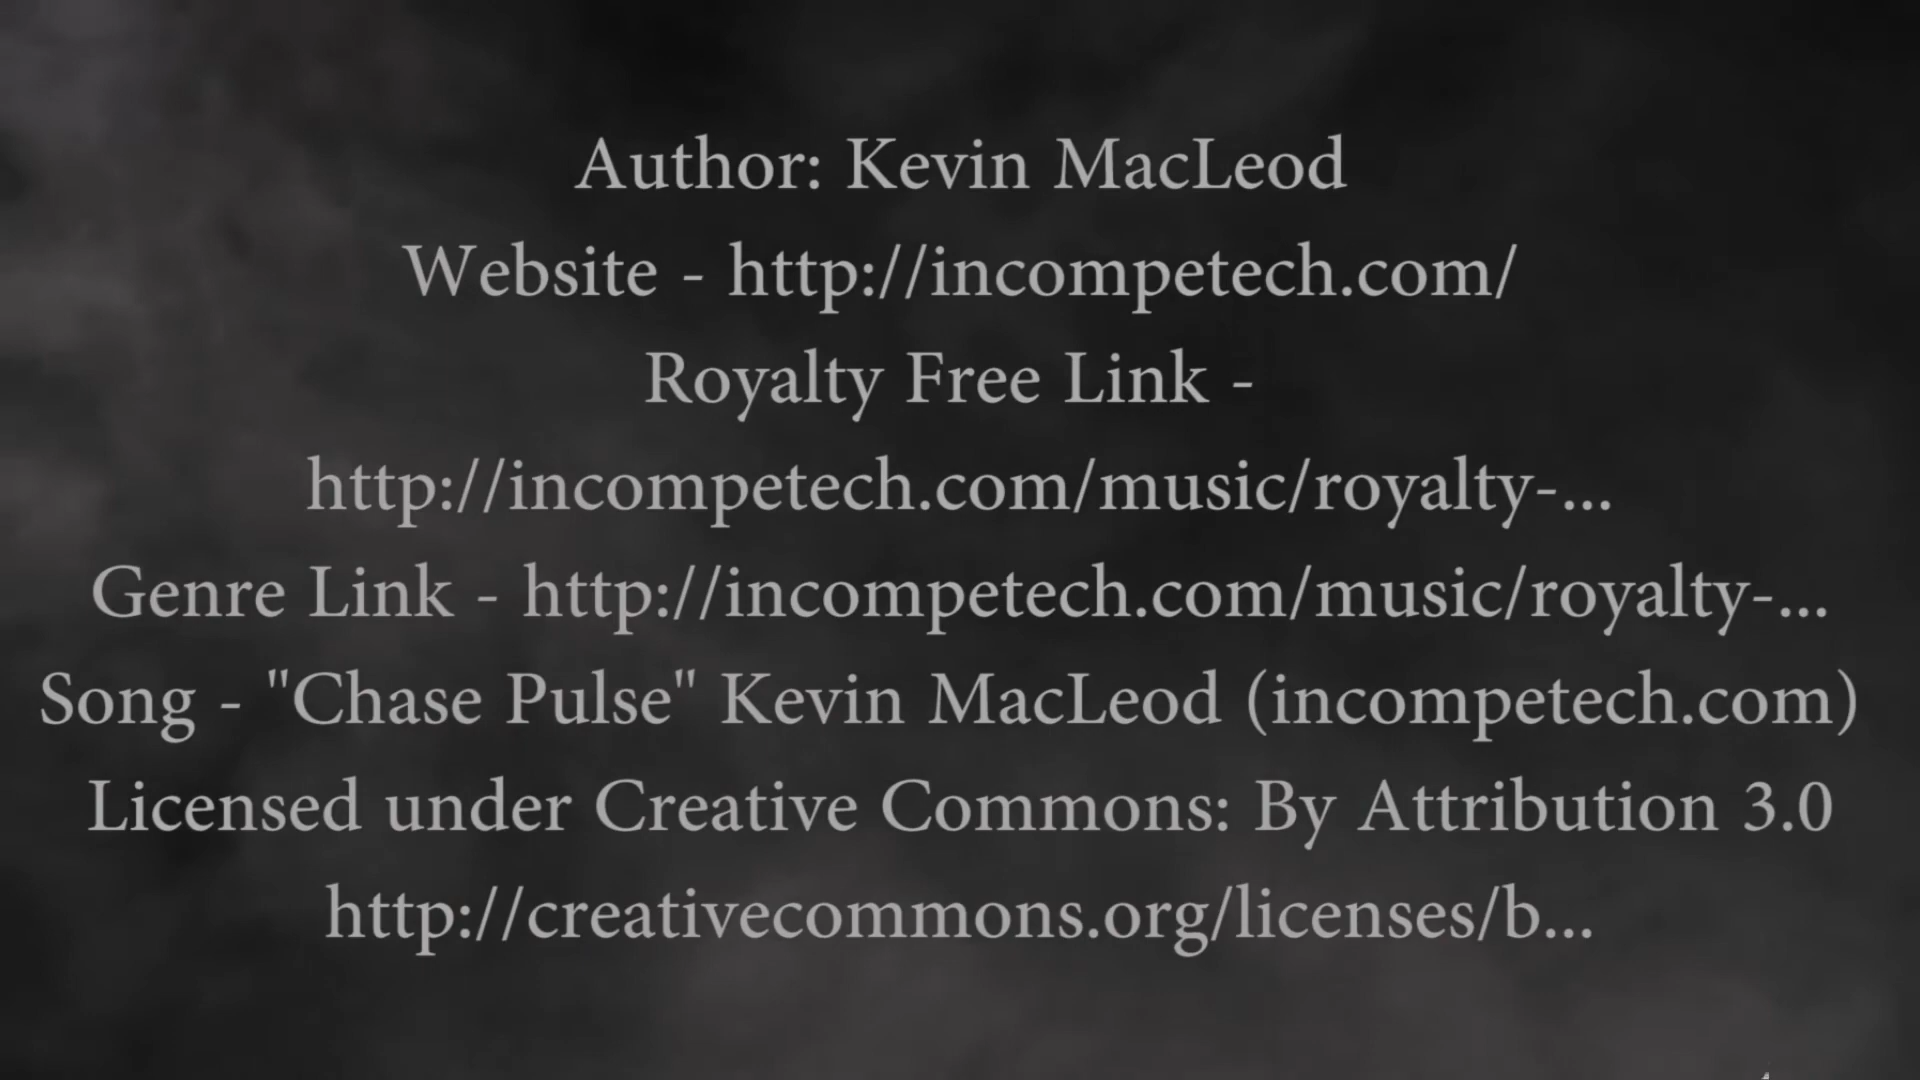 Author: Kevin MacLeod
Website - http://incompetech.com/
Royalty Free Link -
http://incompetech.com/music/royalty-...
Genre Link - http://incompetech.com/music/royalty-...
Song - "Chase Pulse" Kevin MacLeod (incompetech.com)
Licensed under Creative Commons: By Attribution 3.0
http://creativecommons.org/licenses/b...